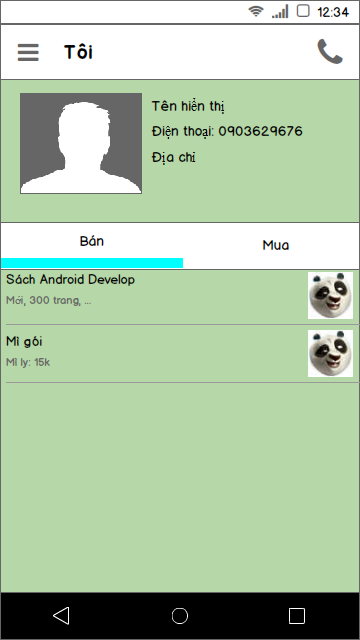 12:34
Tôi
Tên hiển thị
Điện thoại: 0903629676
Địa chỉ
Bán
Mua
Sách Android Develop
Mới, 300 trang, ...
Mì gói
Mì ly: 15k